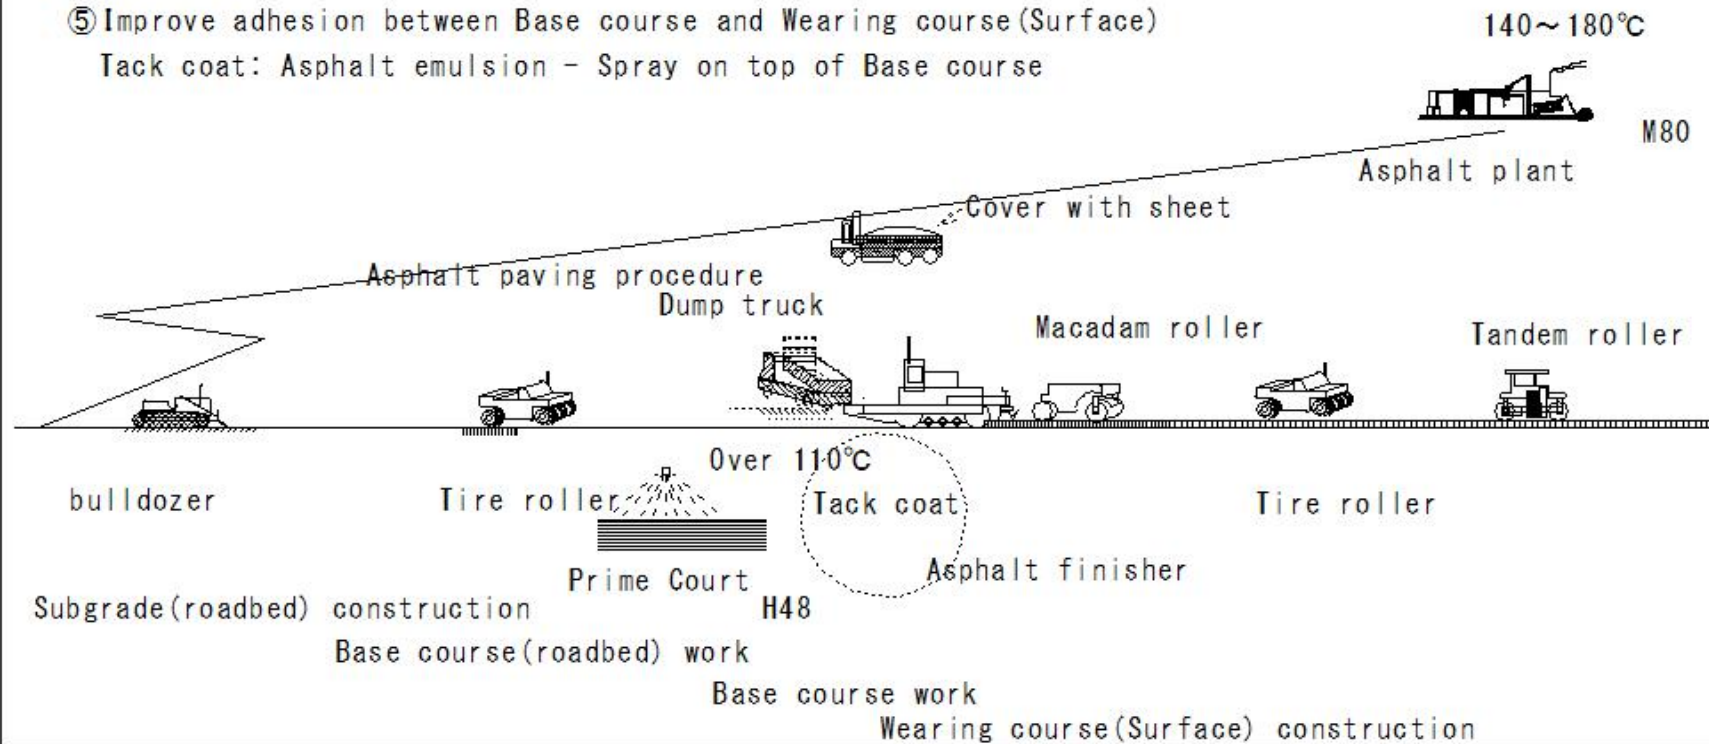 ⑤Improve adhesion between Base course and Wearing course(Surface)
140～180℃
Tack coat: Asphalt emulsion － Spray on top of Base course
M80
Asphalt plant
Cover with sheet
Asphalt paving procedure
Dump truck
Macadam roller
Tandem roller
Over 110℃
bulldozer
Tire roller
Tack coat
Tire roller
Asphalt finisher
Prime Court
Subgrade(roadbed) construction
H48
Base course(roadbed) work
Base course work
Wearing course(Surface) construction